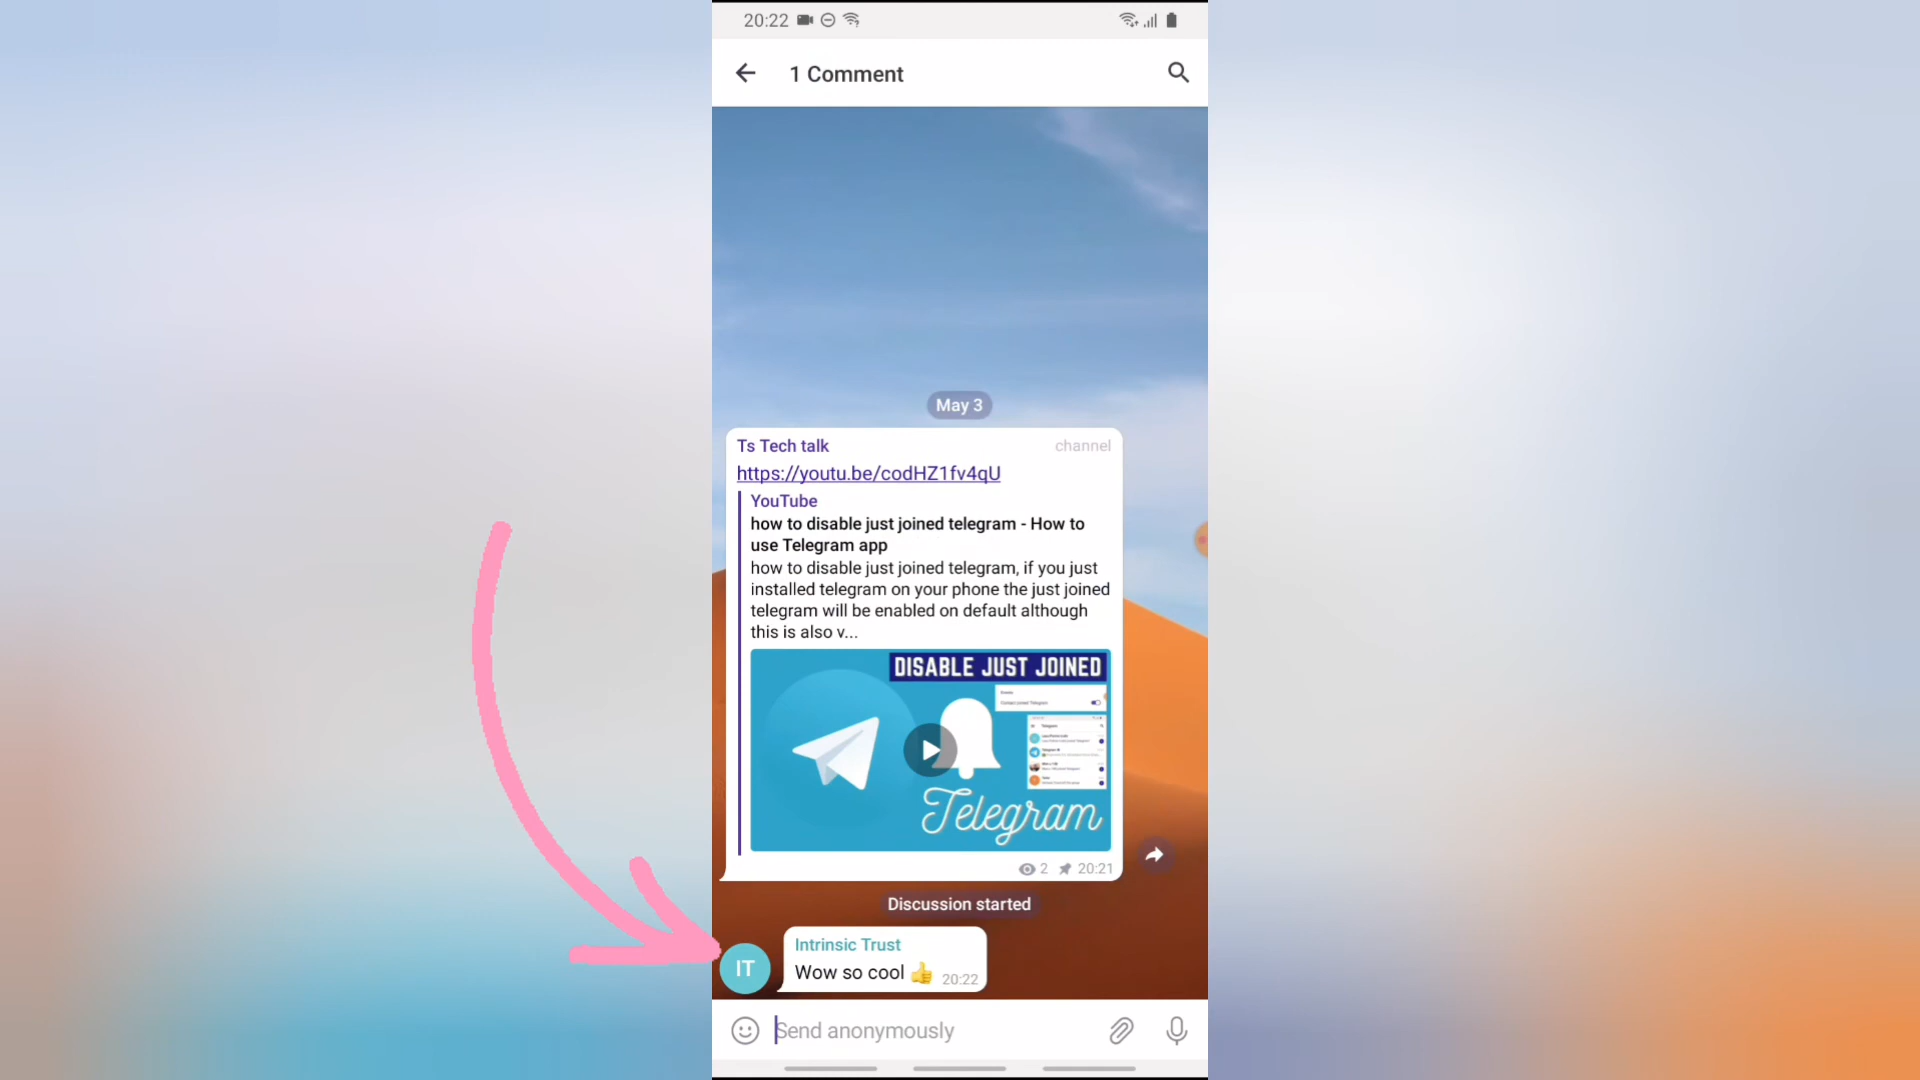 20:22
1 Comment
May 3
Ts Tech talk channel
https://youtu.be/codHZ1fv4qU
YouTube
how to disable just joined telegram - How to
use Telegram app
how to disable just joined telegram, if you just
installed telegram on your phone the just joined
telegram will be enabled on default although
this is also v...
DISABLE JUST JOINED
Telegram
2 20:21
Discussion started
IT
Intrinsic Trust
Wow so cool 👍 20:22
Send anonymously